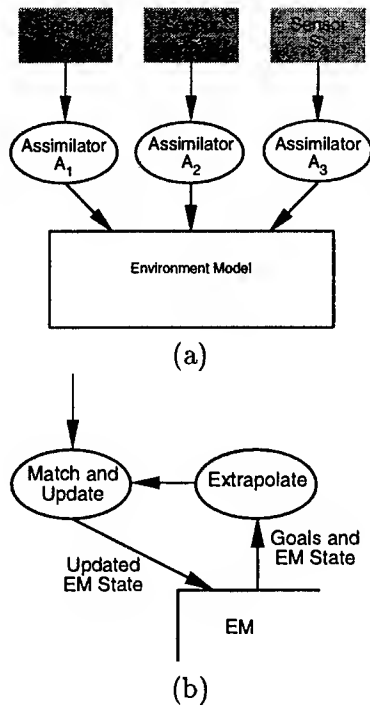 Sensor
Assimilator
A1
Assimilator
A2
Assimilator
A3
Environment Model
(a)
Match and
Update
Extrapolate
Updated
EM State
Goals and
EM State
EM
(b)